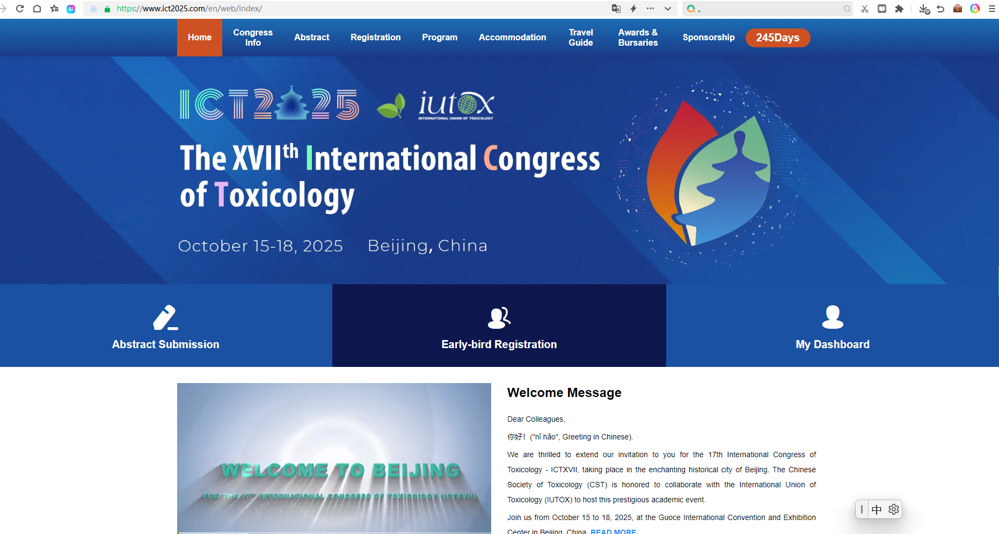 https://www.ict2025.com/en/web/index/
Home
Congress
Info
Abstract
Registration
Program
Accommodation
Travel
Guide
Awards &
Bursaries
Sponsorship
245Days
ICT2025
iutox
INTERNATIONAL UNION OF TOXICOLOGY
The XVIIth International Congress
of Toxicology
October 15-18, 2025 Beijing, China
Abstract Submission
Early-bird Registration
My Dashboard
WELCOME TO BEIJING
FOR THE 17TH INTERNATIONAL CONGRESS OF TOXICOLOGY (ICTXVII)
Welcome Message
Dear Colleagues,
你好！("nǐ hǎo", Greeting in Chinese).
We are thrilled to extend our invitation to you for the 17th International Congress of
Toxicology - ICTXVII, taking place in the enchanting historical city of Beijing. The Chinese
Society of Toxicology (CST) is honored to collaborate with the International Union of
Toxicology (IUTOX) to host this prestigious academic event.
Join us from October 15 to 18, 2025, at the Guoce International Convention and Exhibition
Center in Beijing, China. READ MORE
中